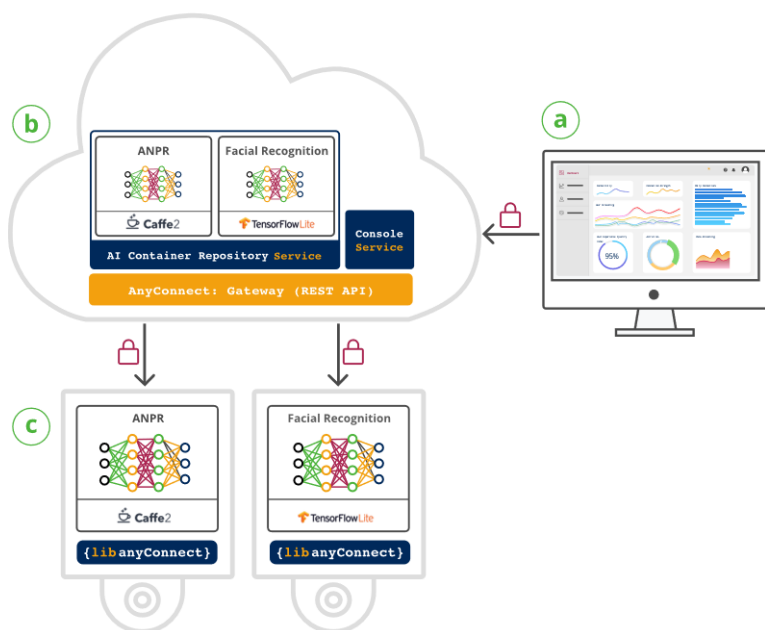 b
a
ANPR
Facial Recognition
Caffe2
TensorFlowLite
AI Container Repository Service
Console
Service
AnyConnect: Gateway (REST API)
95%
c
ANPR
Facial Recognition
Caffe2
TensorFlowLite
{libanyConnect}
{libanyConnect}